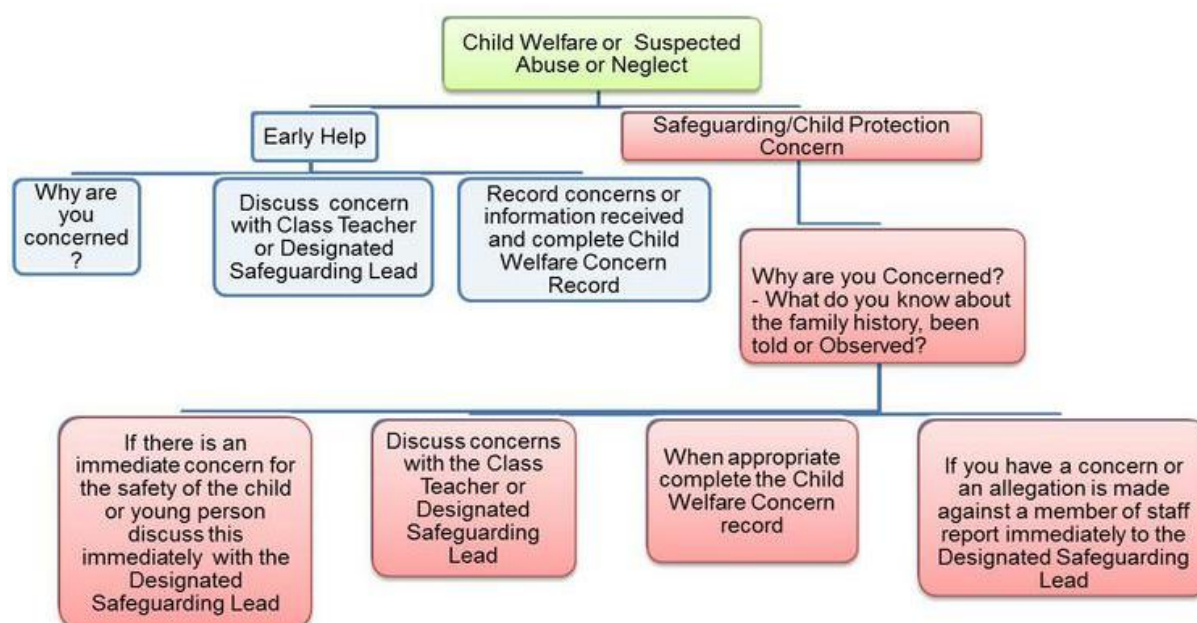 Child Welfare or Suspected
Abuse or Neglect
Early Help
Safeguarding/Child Protection
Concern
Why are
you
concerned
?
Discuss concern
with Class Teacher
or Designated
Safeguarding Lead
Record concerns or
information received
and complete Child
Welfare Concern
Record
Why are you Concerned?
- What do you know about
the family history, been
told or Observed?
If there is an
immediate concern for
the safety of the child
or young person
discuss this
immediately with the
Designated
Safeguarding Lead
Discuss concerns
with the Class
Teacher or
Designated
Safeguarding
Lead
When appropriate
complete the Child
Welfare Concern
record
If you have a concern or
an allegation is made
against a member of staff
report immediately to the
Designated Safeguarding
Lead